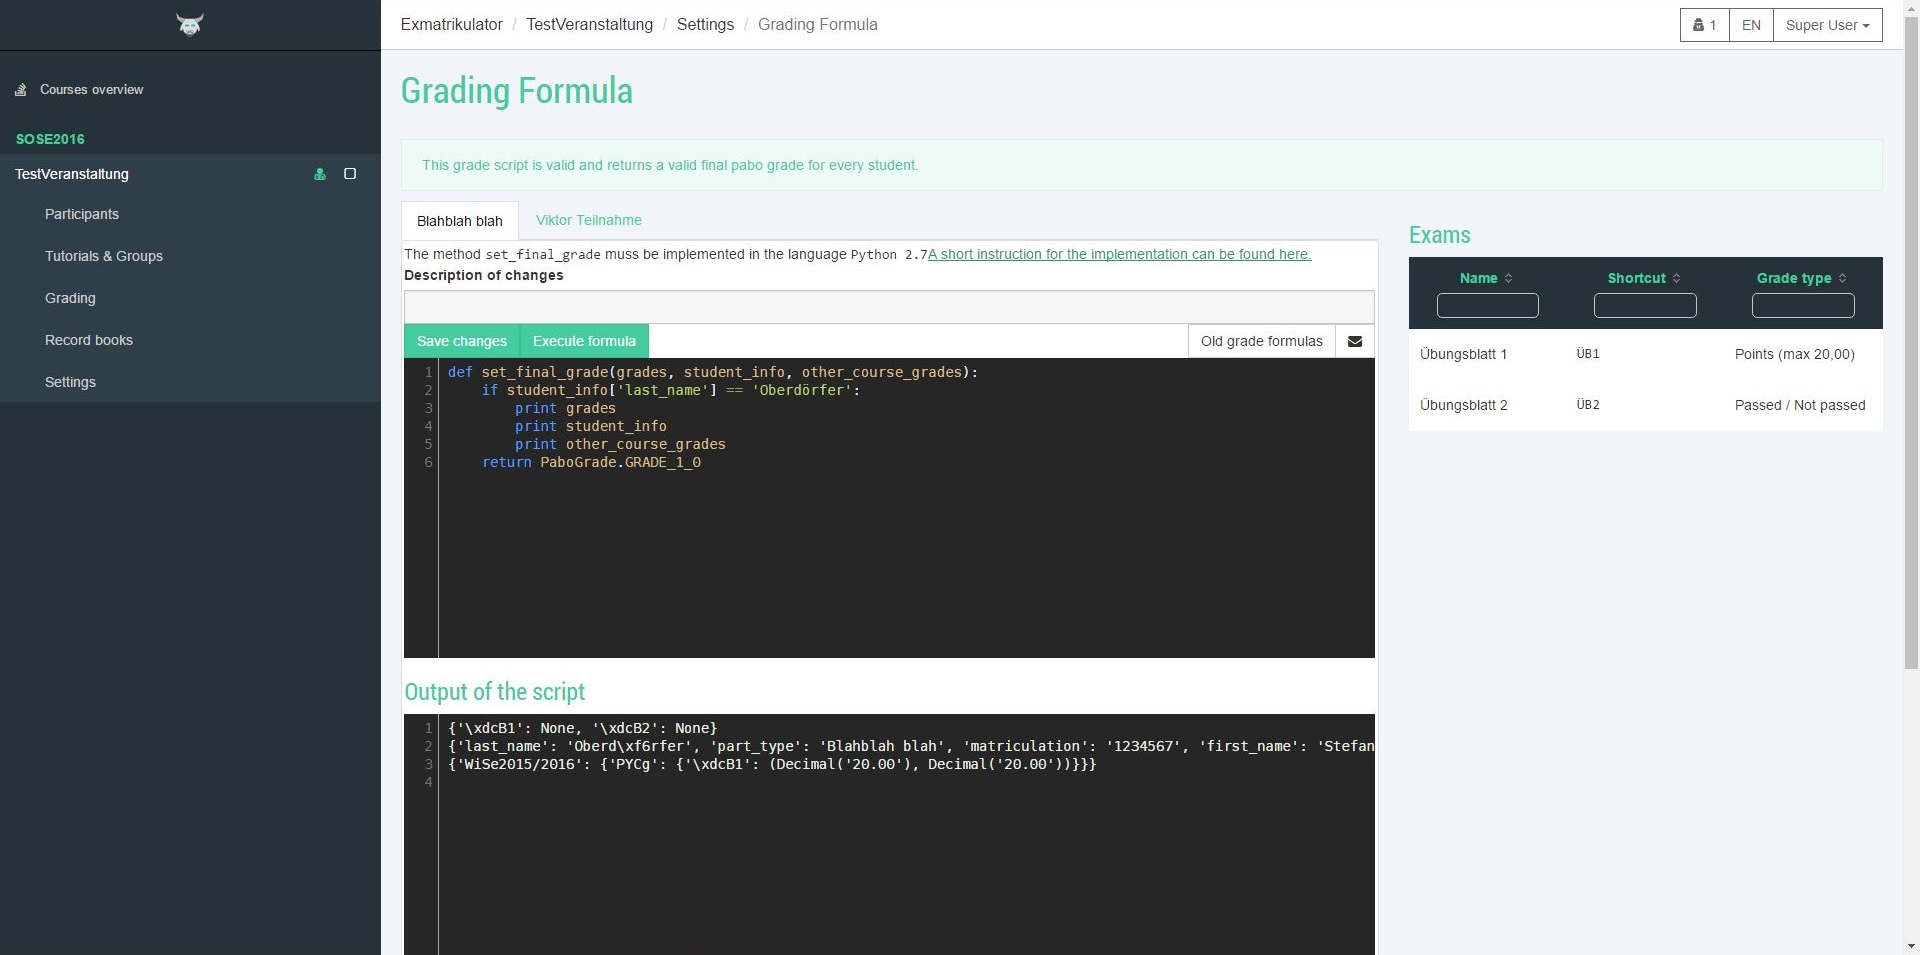 Exmatrikulator / TestVeranstaltung / Settings / Grading Formula
1
EN
Super User
Courses overview
SOSE2016
TestVeranstaltung
Participants
Tutorials & Groups
Grading
Record books
Settings
Grading Formula
This grade script is valid and returns a valid final pabo grade for every student.
Blahblah blah
Viktor Teilnahme
The method set_final_grade muss be implemented in the language Python 2.7A short instruction for the implementation can be found here.
Description of changes
Save changes
Execute formula
Old grade formulas
1 def set_final_grade(grades, student_info, other_course_grades):
2     if student_info['last_name'] == 'Oberdörfer':
3         print grades
4         print student_info
5         print other_course_grades
6     return PaboGrade.GRADE_1_0
Output of the script
1 {'\xdcB1': None, '\xdcB2': None}
2 {'last_name': 'Oberd\xf6rfer', 'part_type': 'Blahblah blah', 'matriculation': '1234567', 'first_name': 'Stefan
3 {'WiSe2015/2016': {'PYCg': {'\xdcB1': (Decimal('20.00'), Decimal('20.00'))}}}
4
Exams
Name Shortcut Grade type
Übungsblatt 1 ÜB1 Points (max 20,00)
Übungsblatt 2 ÜB2 Passed / Not passed